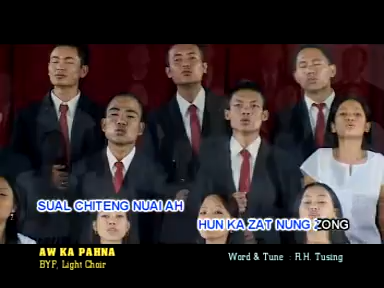 SUAL CHITENG NUAI AH
HUN KA ZAT NUNG ZONG
AW KA PAHNA
BYF, Light Choir
Word & Tune : R.H. Tusing